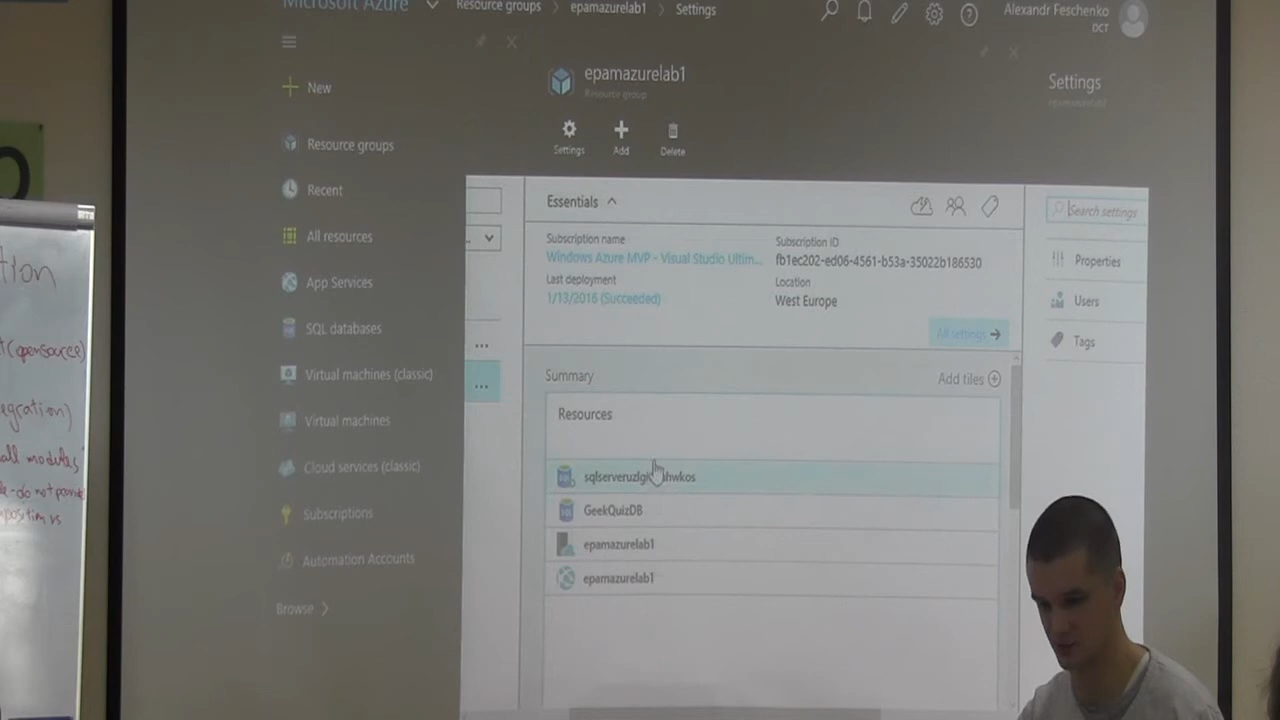 Microsoft Azure
Resource groups
epamazurelab1
Settings
Alexandr Feschenko
DCT
New
Resource groups
Recent
All resources
App Services
SQL databases
Virtual machines (classic)
Virtual machines
Cloud services (classic)
Subscriptions
Automation Accounts
Browse
epamazurelab1
Resource group
Settings
Add
Delete
Essentials
Subscription name
Windows Azure MVP - Visual Studio Ultim...
Last deployment
1/13/2016 (Succeeded)
Subscription ID
fb1ec202-ed06-4561-b53a-35022b186530
Location
West Europe
All settings
Summary
Add tiles
Resources
GeekQuizDB
epamazurelab1
epamazurelab1
Settings
epamazurelab1
Search settings
Properties
Users
Tags
tion
t(opensource)
egration)
all modules